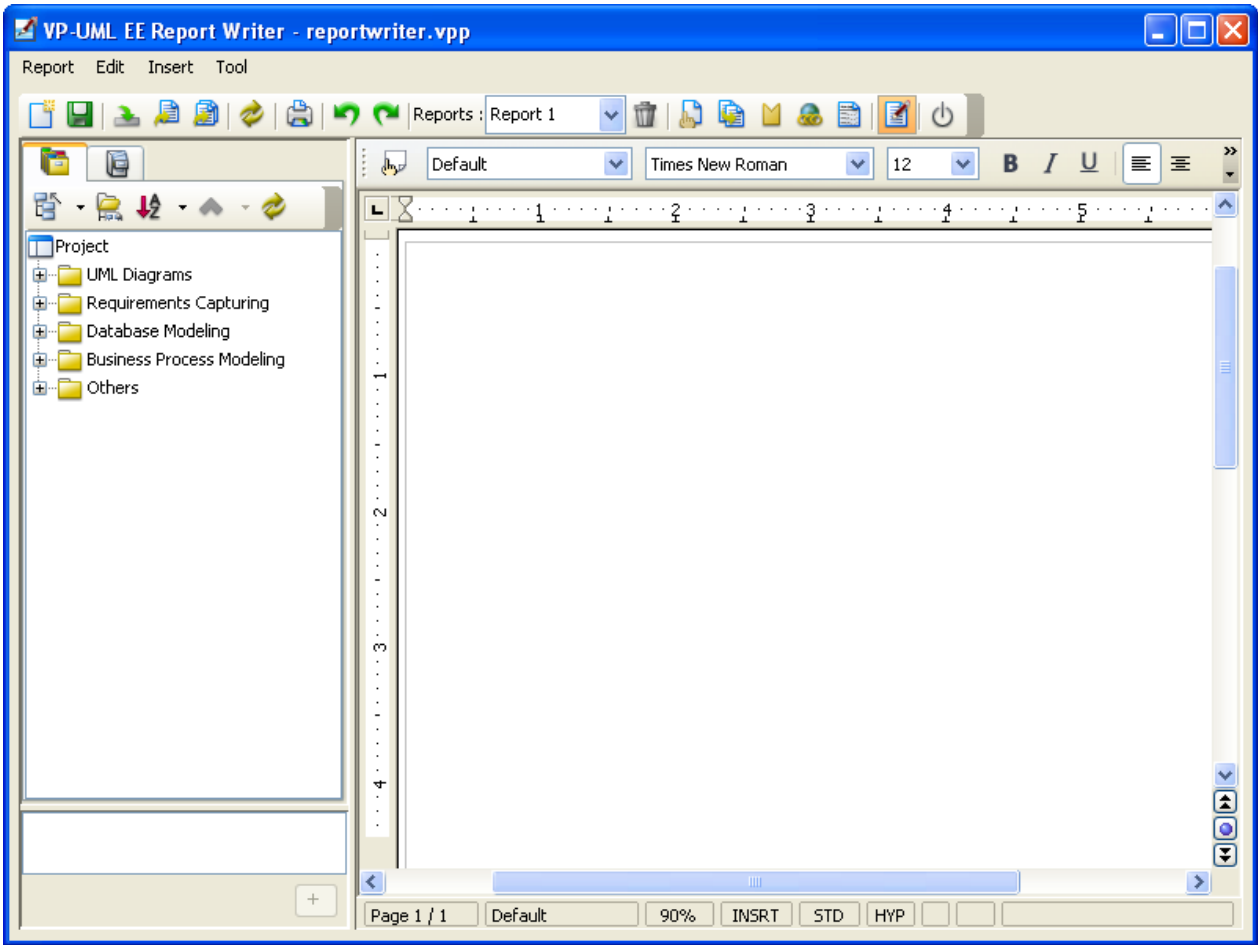 VP-UML EE Report Writer - reportwriter.vpp
Report Edit Insert Tool
Reports : Report 1
Default Times New Roman 12 B I U »
1 2 3 4 5
Project
UML Diagrams
Requirements Capturing
Database Modeling
Business Process Modeling
Others
1
2
3
4
Page 1 / 1 Default 90% INSRT STD HYP